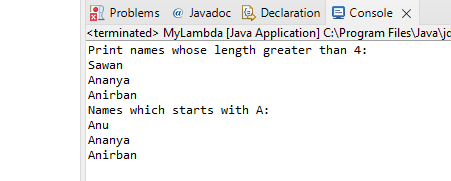 Problems @ Javadoc Declaration Console
<terminated> MyLambda [Java Application] C:\Program Files\Java\jd
Print names whose length greater than 4:
Sawan
Ananya
Anirban
Names which starts with A:
Anu
Ananya
Anirban